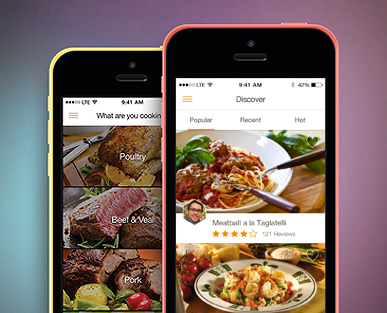 LTE 9:41 AM
What are you cookin
Poultry
Beef & Veal
Pork
LTE 9:41 AM 42%
Discover
Popular Recent Hot
Meatball a la Tagliatelli
121 Reviews